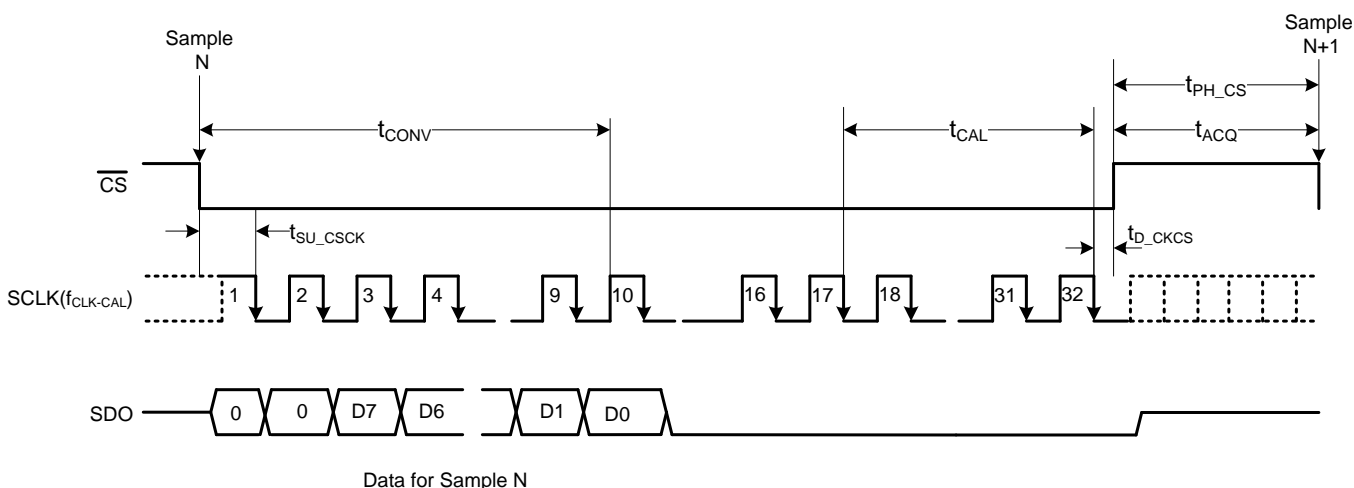 Sample
N
Sample
N+1
tPH_CS
tCONV
tCAL
tACQ
CS
tSU_CSCK
tD_CKCS
SCLK(fCLK-CAL)
1 2 3 4 9 10 16 17 18 31 32
SDO
0 0 D7 D6 D1 D0
Data for Sample N